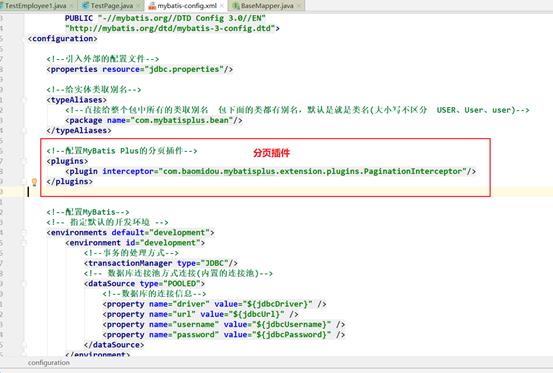 TestEmployee1.java TestPage.java mybatis-config.xml BaseMapper.java
PUBLIC "-//mybatis.org//DTD Config 3.0//EN"
"http://mybatis.org/dtd/mybatis-3-config.dtd">
<configuration>
<!--引入外部的配置文件-->
<properties resource="jdbc.properties"/>
<!--给实体类取别名-->
<typeAliases>
<!--直接给整个包中所有的类取别名 包下面的类都有别名，默认是就是类名(大小写不区分 USER、User、user)-->
<package name="com.mybatisplus.bean"/>
</typeAliases>
<!--配置MyBatis Plus的分页插件-->
分页插件
<plugins>
<plugin interceptor="com.baomidou.mybatisplus.extension.plugins.PaginationInterceptor"/>
</plugins>
<!--配置MyBatis-->
<!-- 指定默认的开发环境 -->
<environments default="development">
<environment id="development">
<!--事务的处理方式-->
<transactionManager type="JDBC"/>
<!-- 数据库连接池方式连接(内置的连接池)-->
<dataSource type="POOLED">
<!--数据库的连接信息-->
<property name="driver" value="${jdbcDriver}" />
<property name="url" value="${jdbcUrl}" />
<property name="username" value="${jdbcUsername}" />
<property name="password" value="${jdbcPassword}" />
</dataSource>
</environment>
configuration